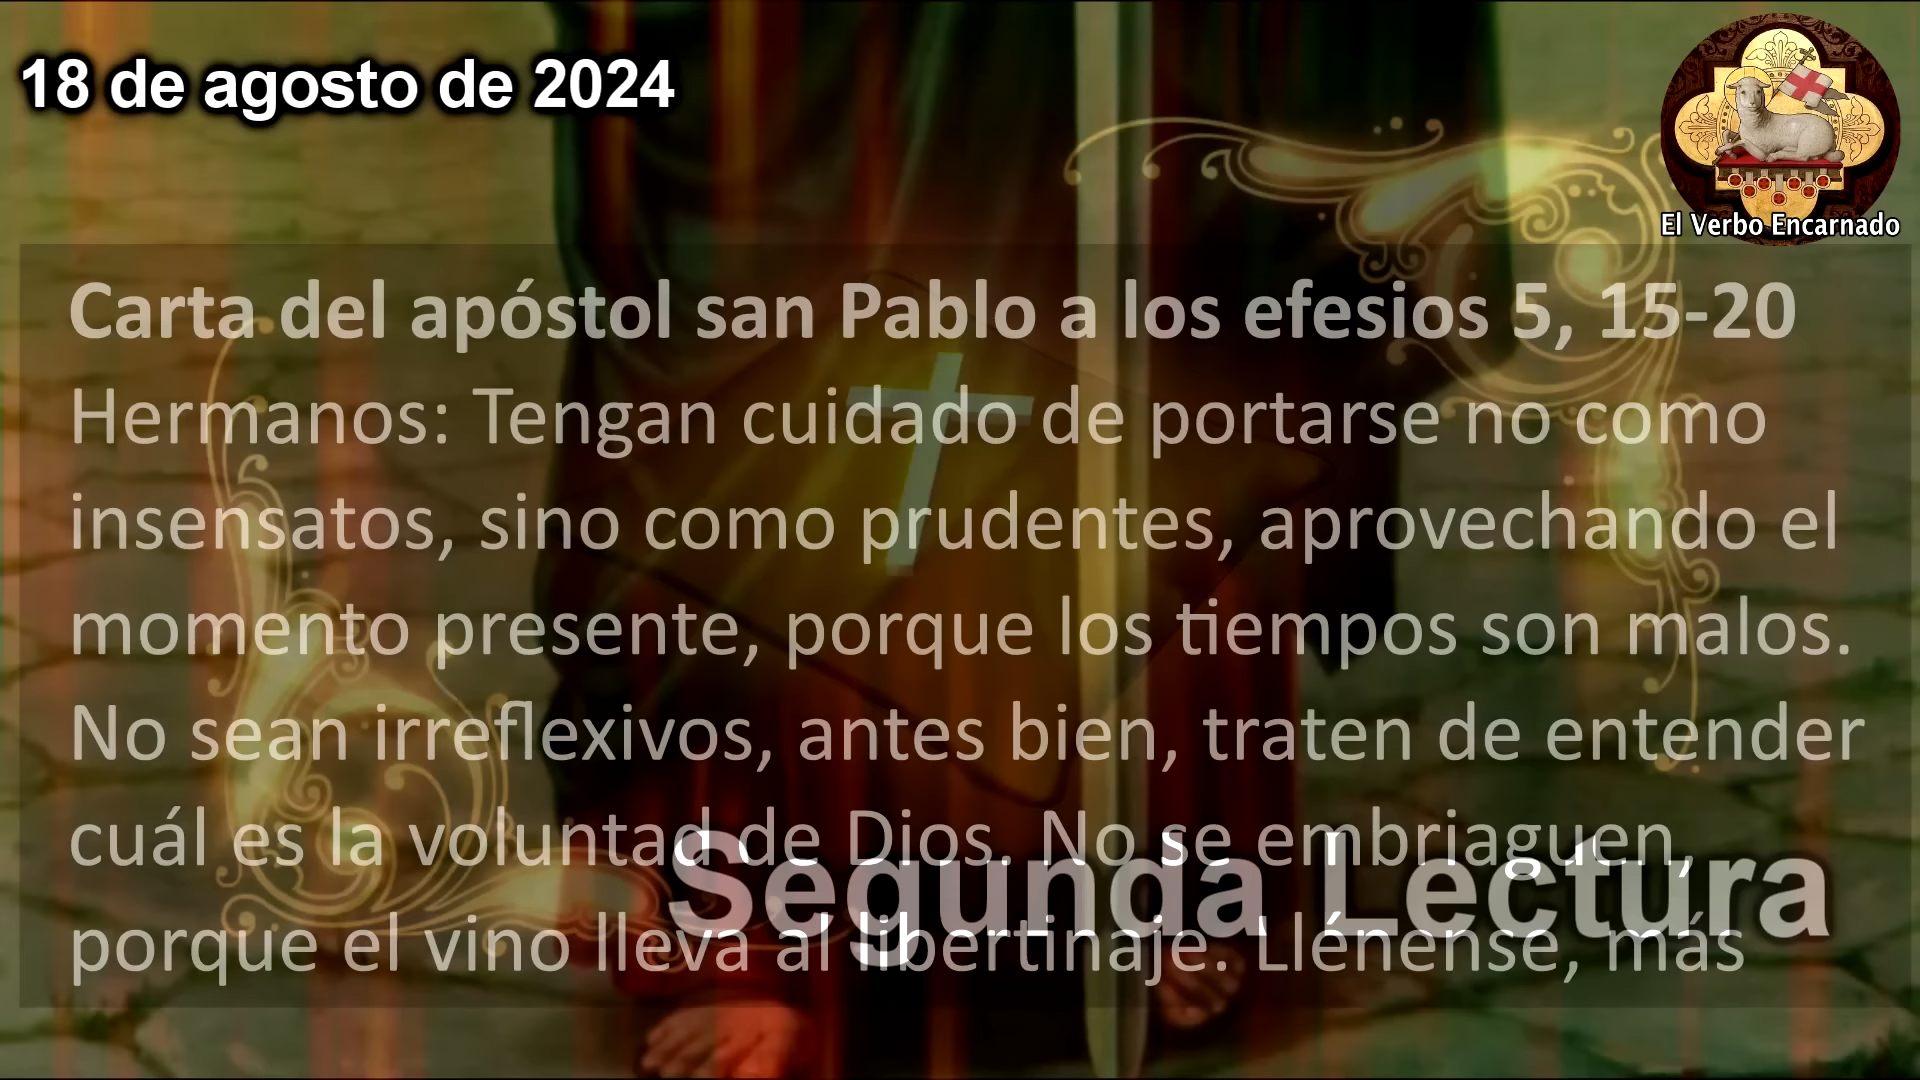 18 de agosto de 2024
El Verbo Encarnado
Carta del apóstol san Pablo a los efesios 5, 15-20
Hermanos: Tengan cuidado de portarse no como
insensatos, sino como prudentes, aprovechando el
momento presente, porque los tiempos son malos.
No sean irreflexivos, antes bien, traten de entender
cuál es la voluntad de Dios. No se embriaguen,
porque el vino lleva al libertinaje. Llénense, más
Segunda Lectura